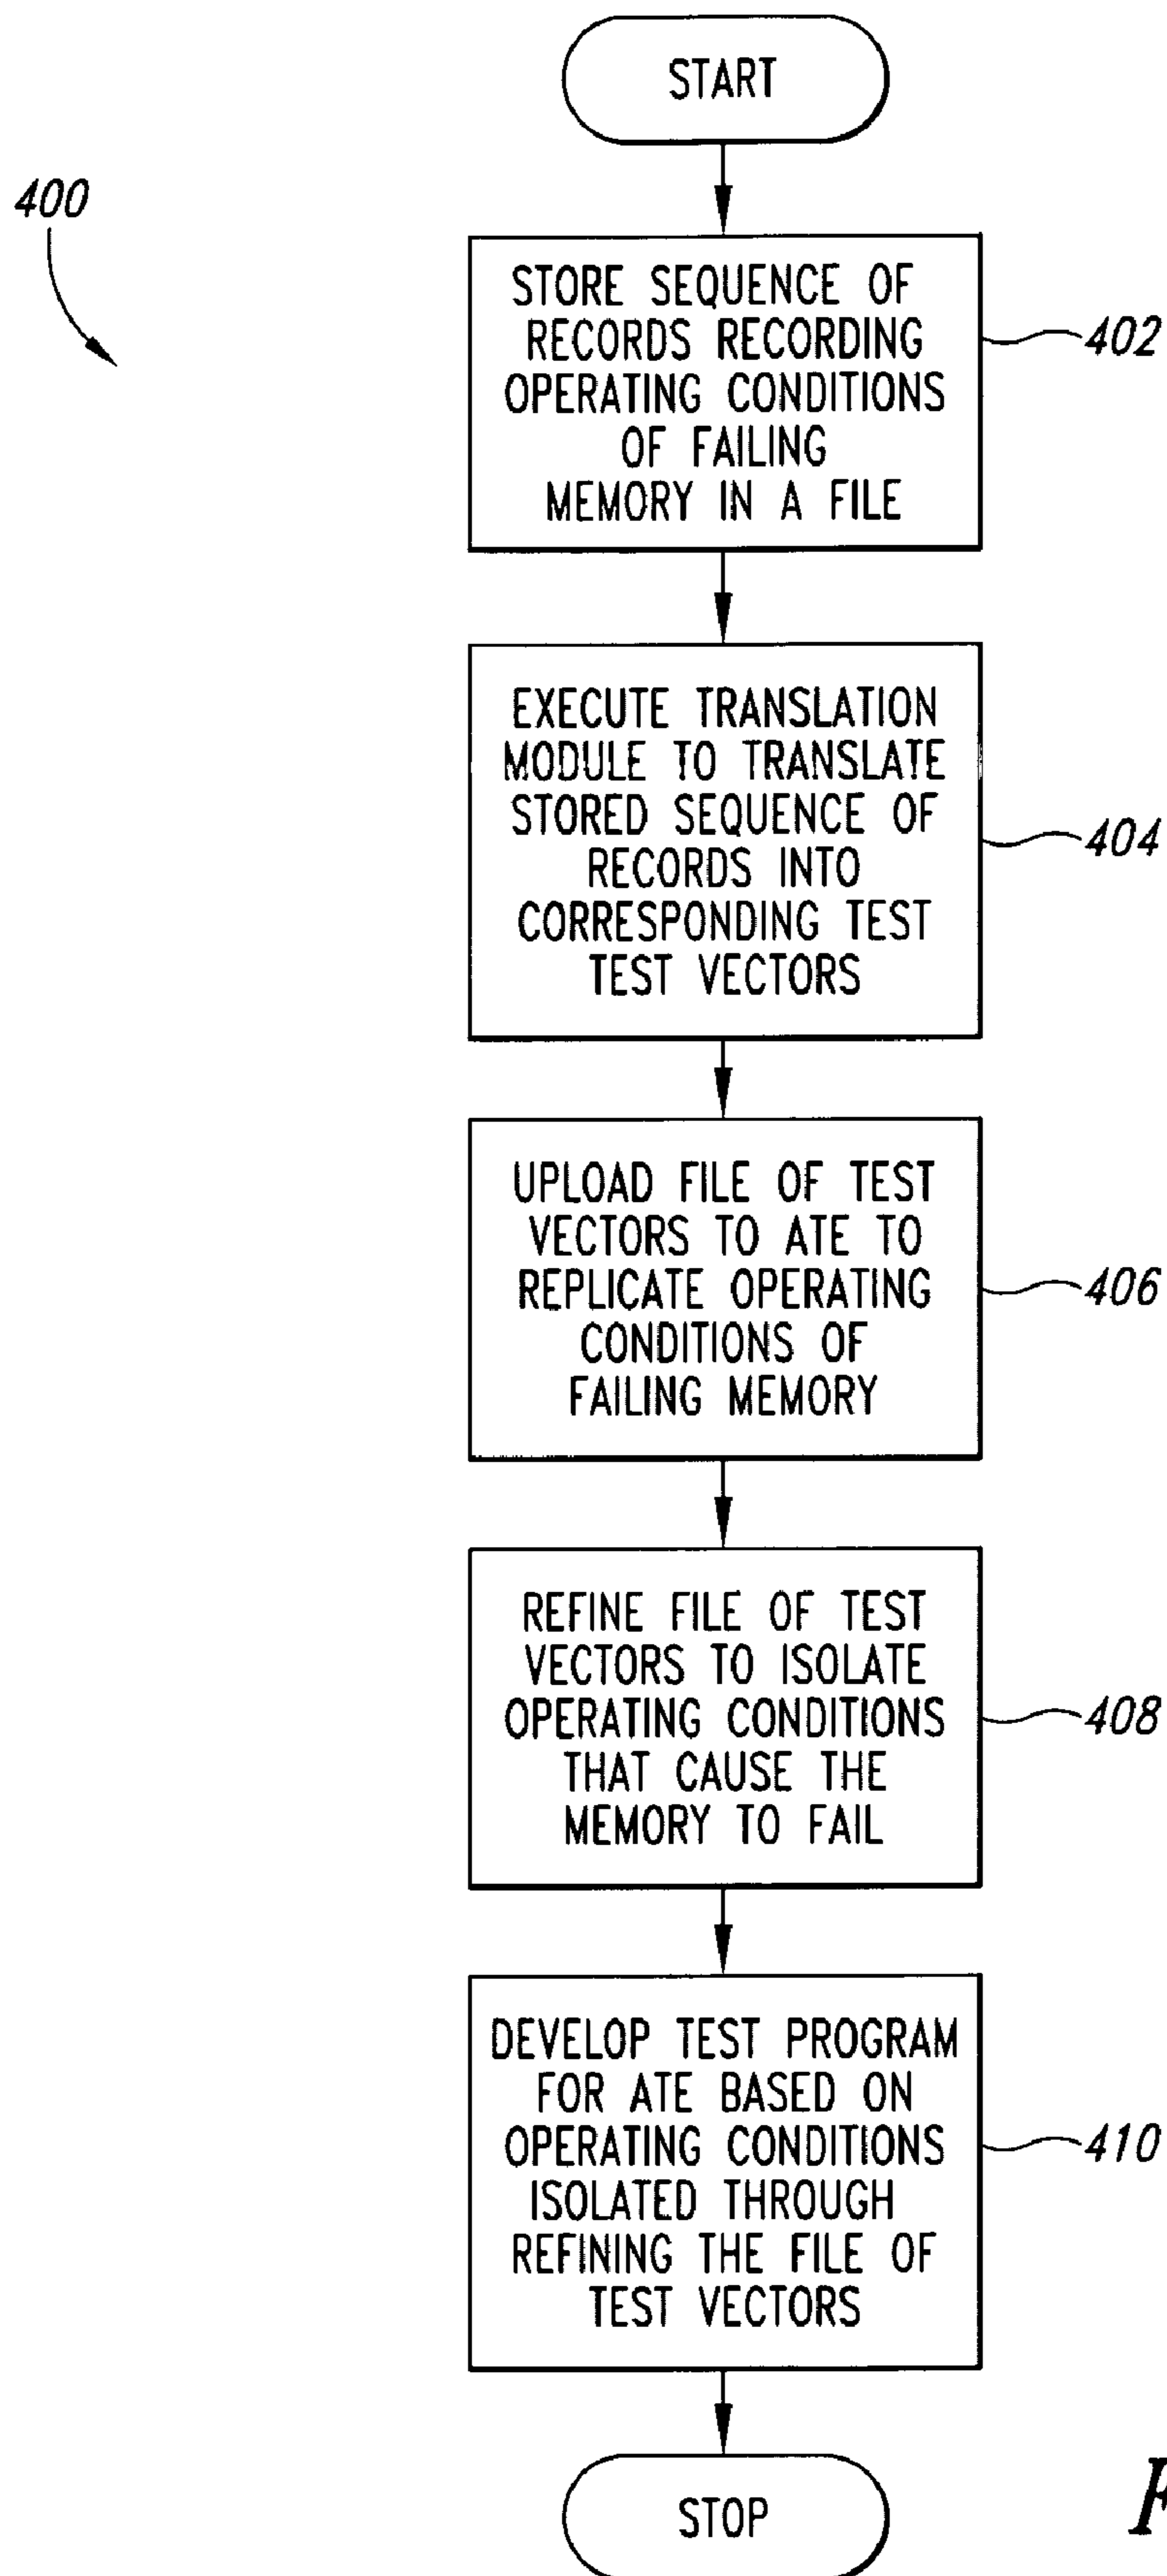 START
400
STORE SEQUENCE OF
RECORDS RECORDING
OPERATING CONDITIONS
OF FAILING
MEMORY IN A FILE
402
EXECUTE TRANSLATION
MODULE TO TRANSLATE
STORED SEQUENCE OF
RECORDS INTO
CORRESPONDING TEST
TEST VECTORS
404
UPLOAD FILE OF TEST
VECTORS TO ATE TO
REPLICATE OPERATING
CONDITIONS OF
FAILING MEMORY
406
REFINE FILE OF TEST
VECTORS TO ISOLATE
OPERATING CONDITIONS
THAT CAUSE THE
MEMORY TO FAIL
408
DEVELOP TEST PROGRAM
FOR ATE BASED ON
OPERATING CONDITIONS
ISOLATED THROUGH
REFINING THE FILE OF
TEST VECTORS
410
STOP